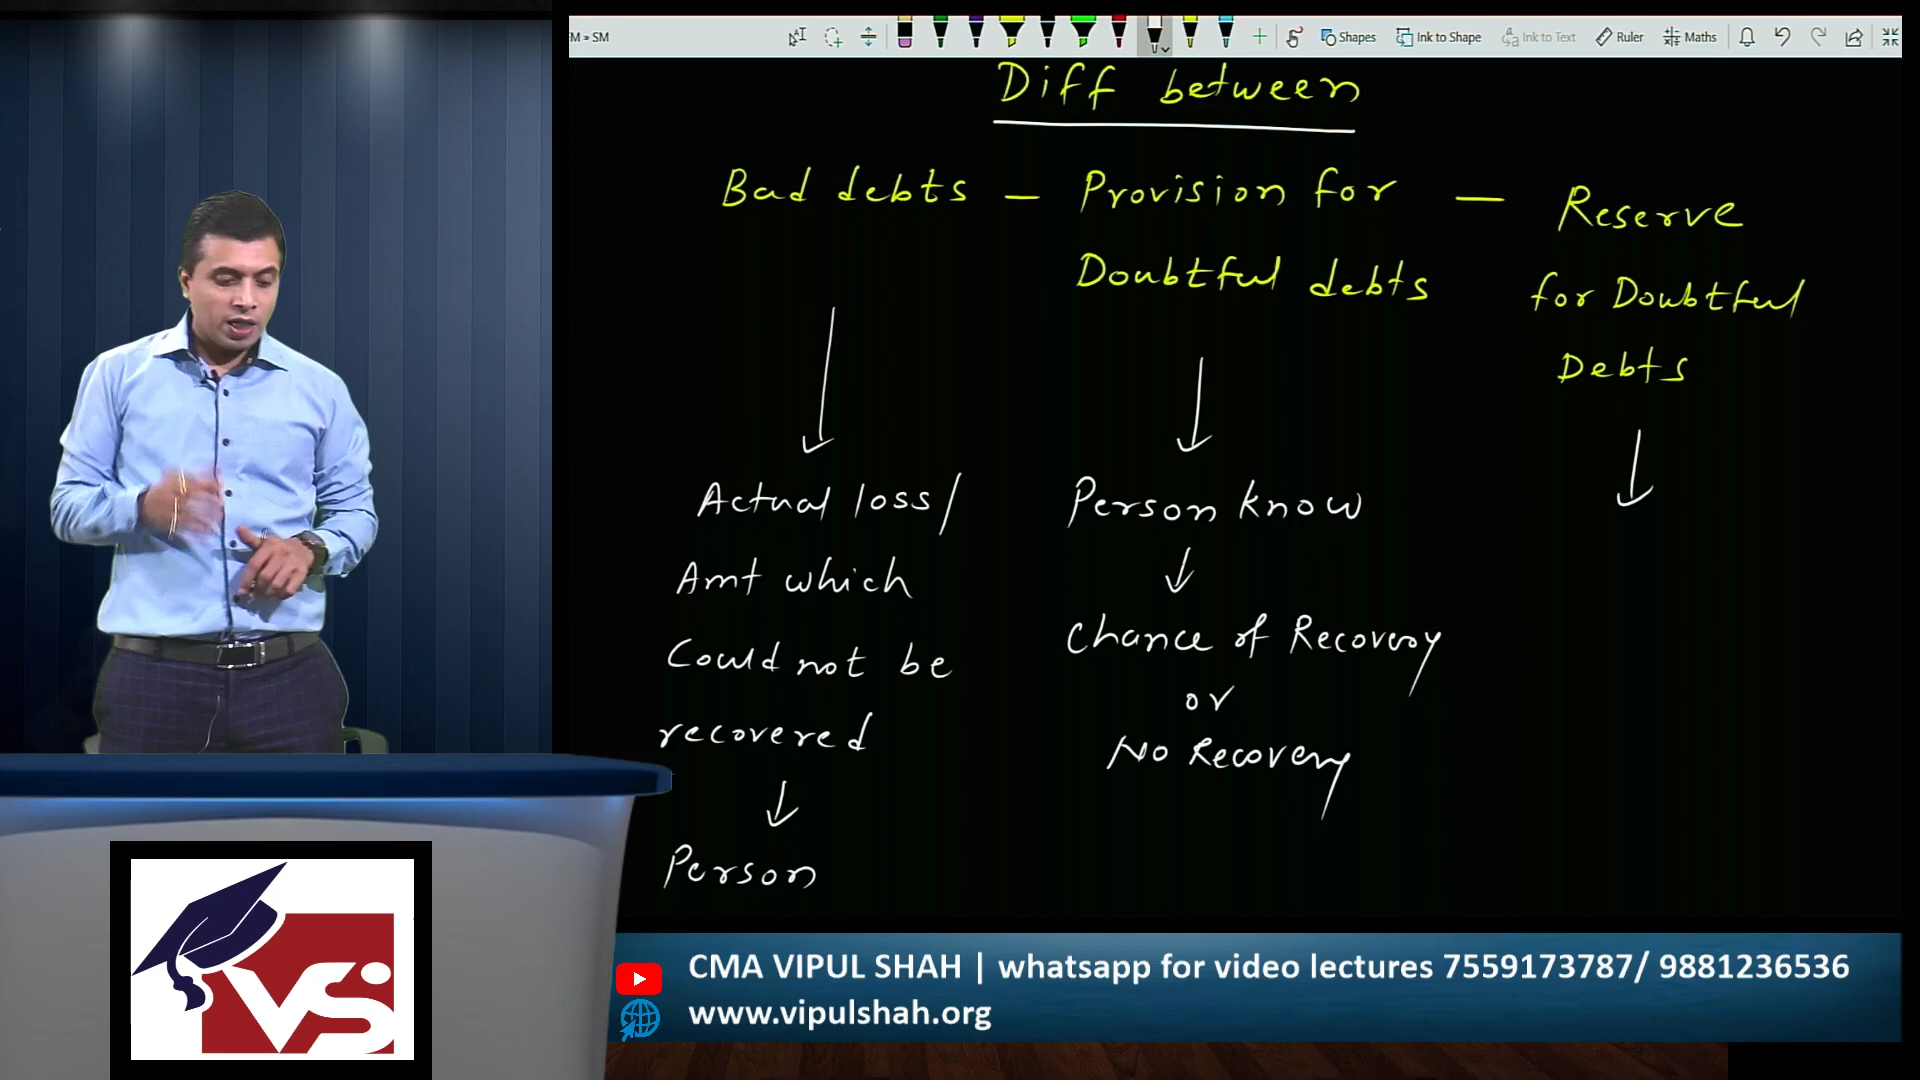 FM » SM
Shapes
Ink to Shape
Ink to Text
Ruler
Maths
Diff between
Bad debts — Provision for — Reserve
Doubtful debts
for Doubtful
Debts
Actual loss/
Amt which
Could not be
recovered
Person
Person know
Chance of Recovery
or
No Recovery
VS
CMA VIPUL SHAH | whatsapp for video lectures 7559173787/ 9881236536
www.vipulshah.org